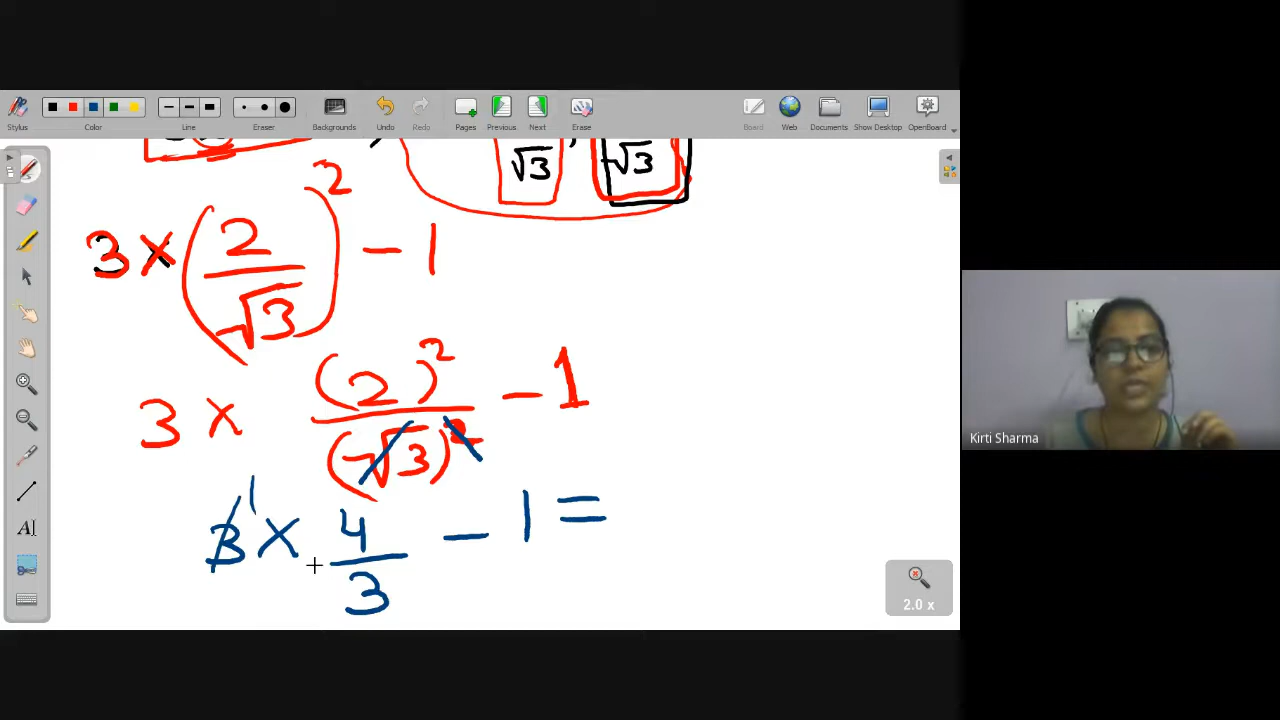 Stylus Color Line Eraser Backgrounds Undo Redo Pages Previous Next Erase Board Web Documents Show Desktop OpenBoard
√3 , -√3
3 × (2/√3)² - 1
3 × (2)²/(√3)² - 1
3 1 × 4/3 - 1 =
Kirti Sharma
2.0 x